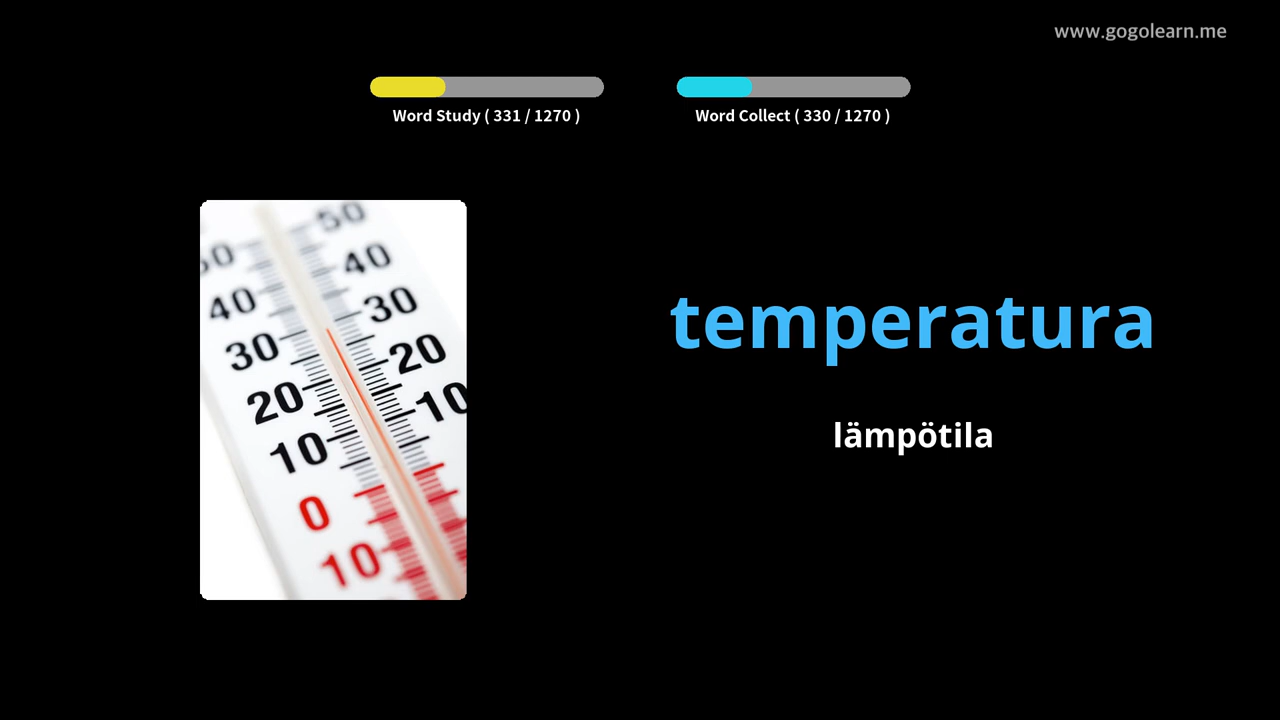 www.gogolearn.me
Word Study ( 331 / 1270 )
Word Collect ( 330 / 1270 )
50
50
40
40
30
30
20
20
10
10
0
10
temperatura
lämpötila